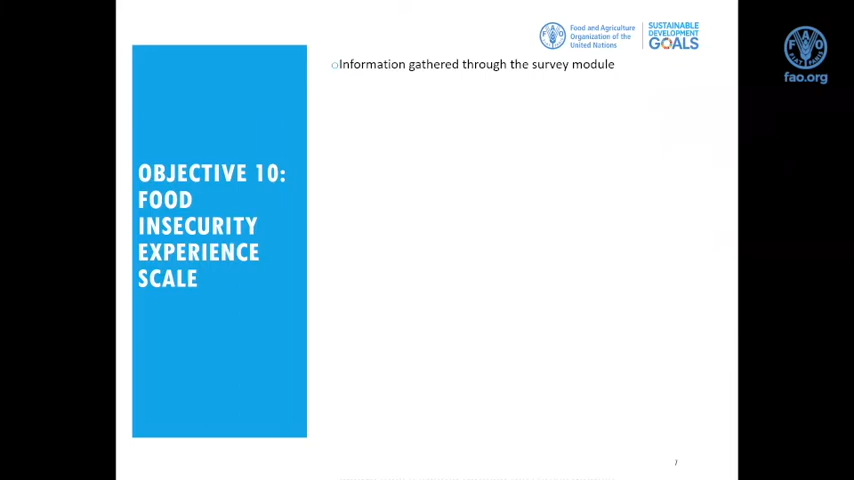 Food and Agriculture
Organization of the
United Nations
SUSTAINABLE
DEVELOPMENT
GOALS
fao.org
oInformation gathered through the survey module
OBJECTIVE 10:
FOOD
INSECURITY
EXPERIENCE
SCALE
7